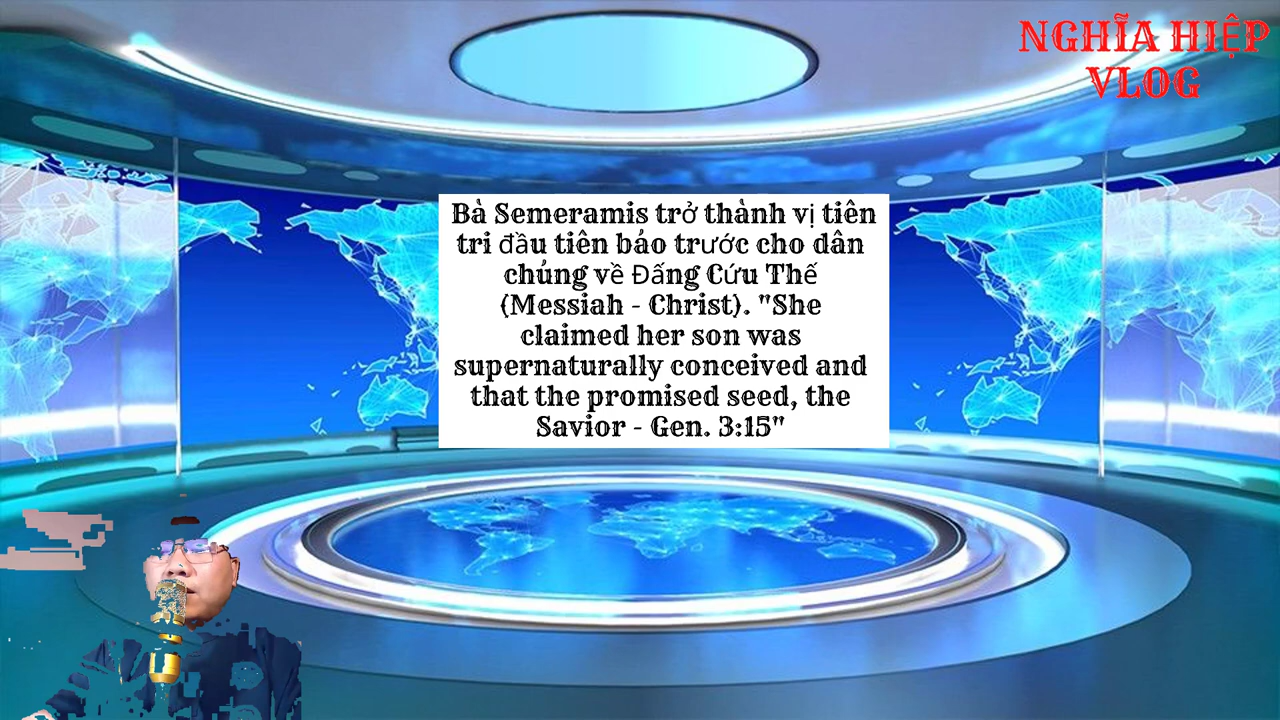 NGHĨA HIỆP
VLOG
Bà Semeramis trở thành vị tiên
tri đầu tiên báo trước cho dân
chúng về Đấng Cứu Thế
(Messiah - Christ). "She
claimed her son was
supernaturally conceived and
that the promised seed, the
Savior - Gen. 3:15"